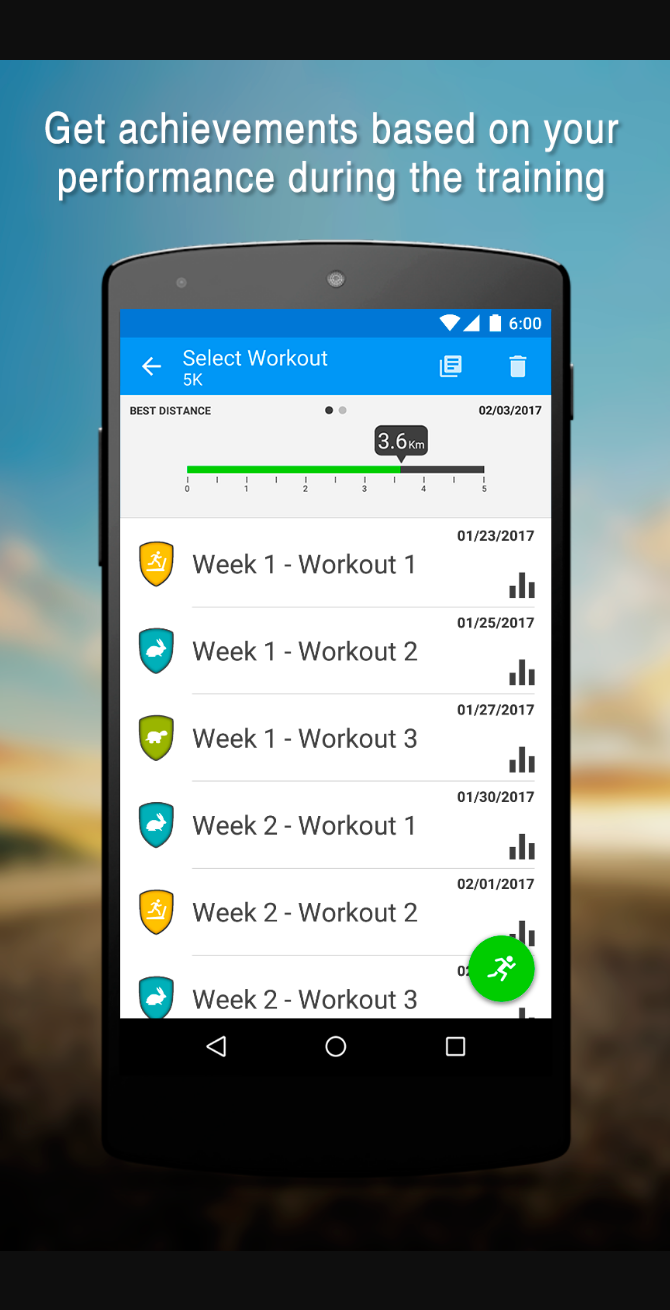 Get achievements based on your
performance during the training
6:00
Select Workout
5K
BEST DISTANCE
02/03/2017
3.6 Km
0 1 2 3 4 5
01/23/2017
Week 1 - Workout 1
01/25/2017
Week 1 - Workout 2
01/27/2017
Week 1 - Workout 3
01/30/2017
Week 2 - Workout 1
02/01/2017
Week 2 - Workout 2
Week 2 - Workout 3